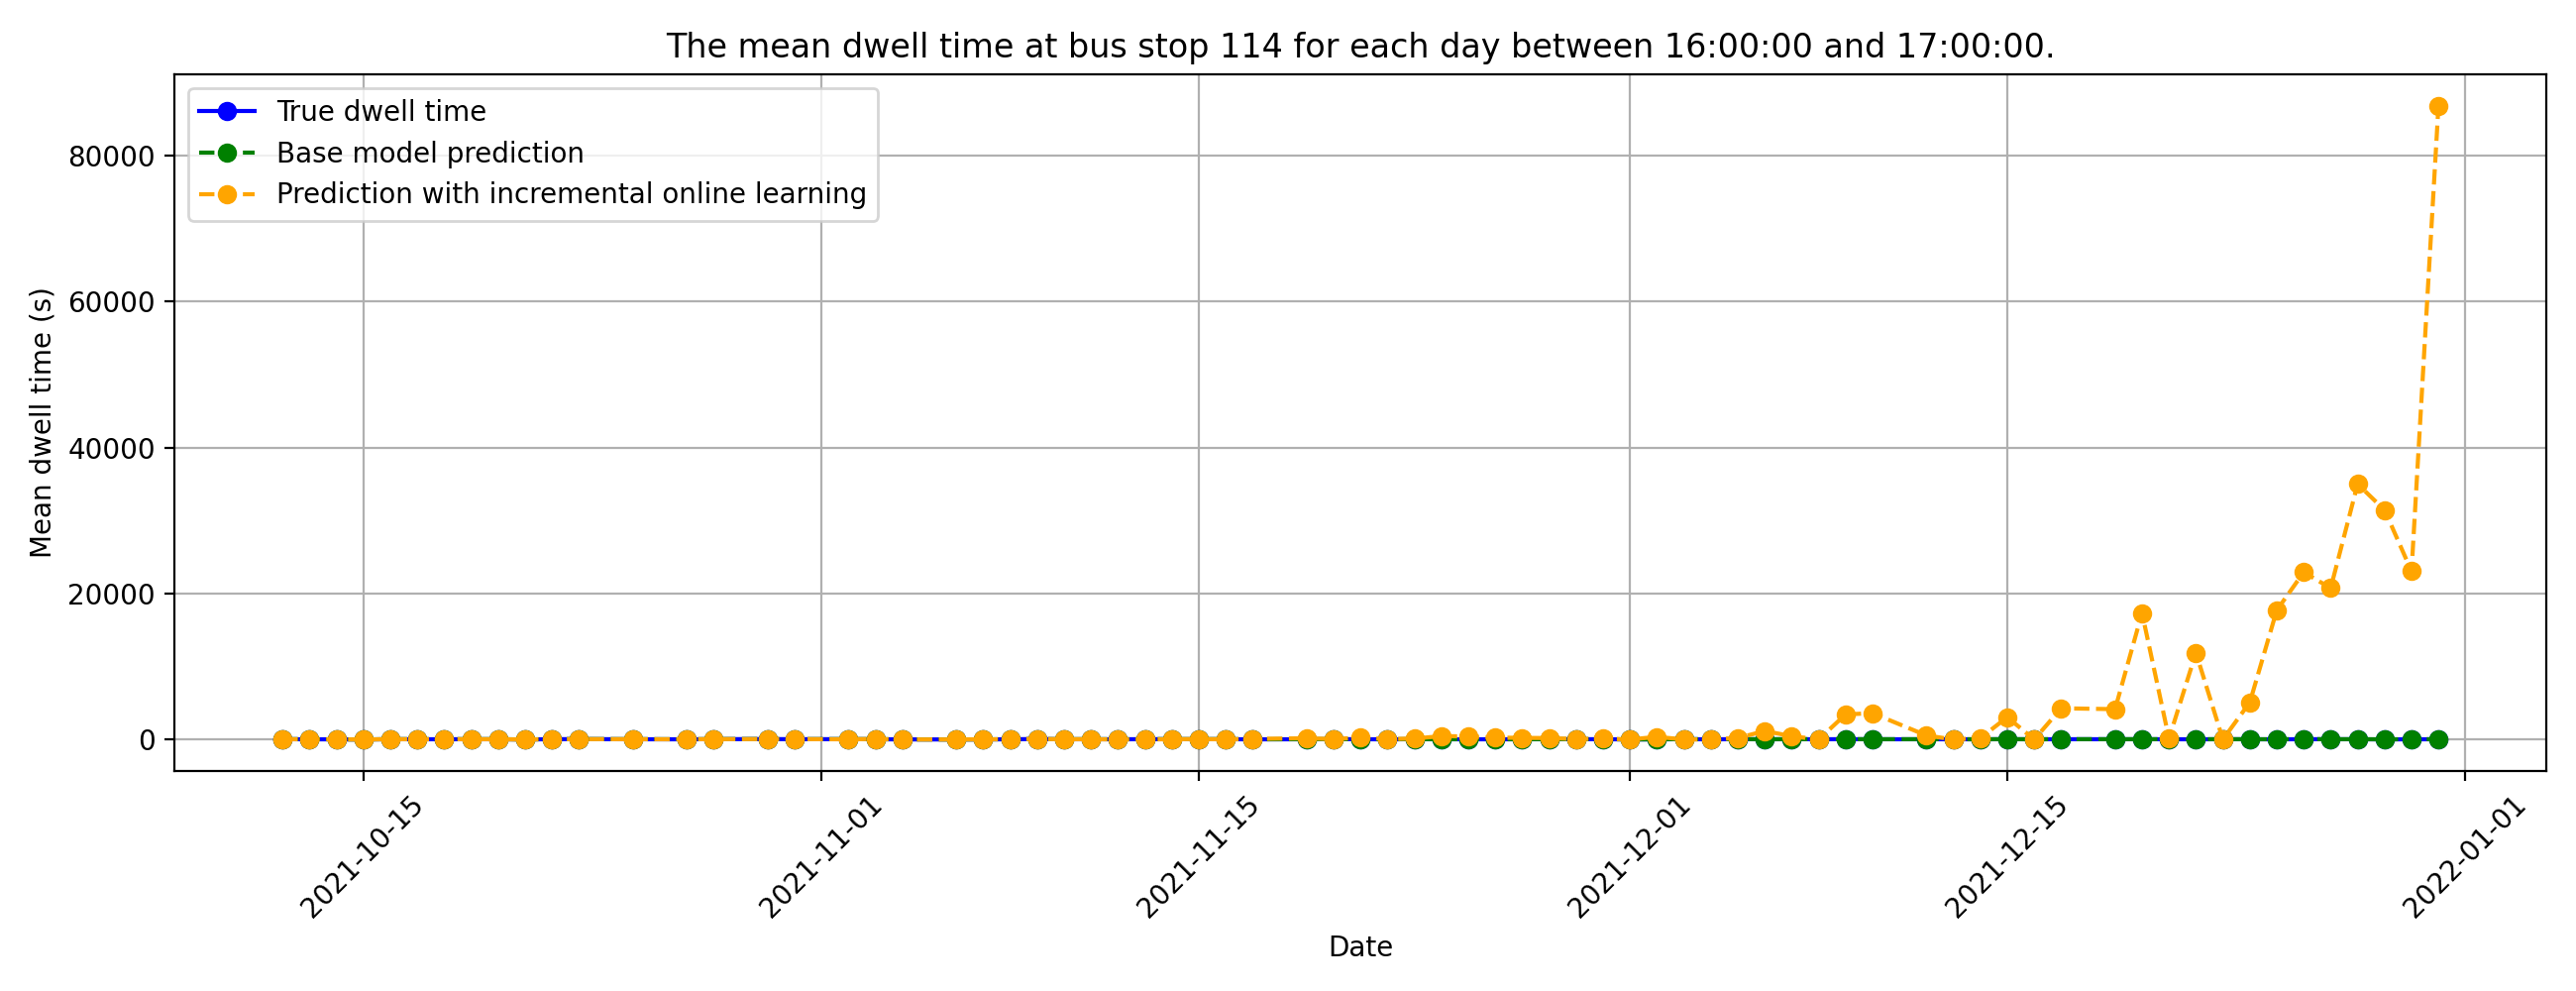 The mean dwell time at bus stop 114 for each day between 16:00:00 and 17:00:00.
True dwell time
Base model prediction
Prediction with incremental online learning
Mean dwell time (s)
80000
60000
40000
20000
0
2021-10-15
2021-11-01
2021-11-15
2021-12-01
2021-12-15
2022-01-01
Date